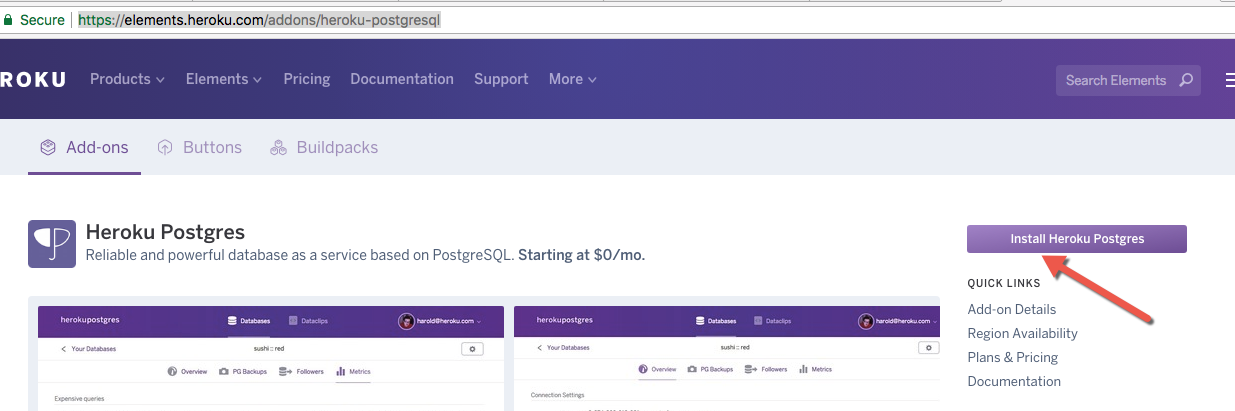 Secure https://elements.heroku.com/addons/heroku-postgresql
ROKU Products Elements Pricing Documentation Support More Search Elements
Add-ons Buttons Buildpacks
Heroku Postgres
Reliable and powerful database as a service based on PostgreSQL. Starting at $0/mo.
Install Heroku Postgres
QUICK LINKS
Add-on Details
Region Availability
Plans & Pricing
Documentation
herokupostgres Databases Dataclips harold@heroku.com
Your Databases sushi :: red
Overview PG Backups Followers Metrics
Expensive queries
herokupostgres Databases Dataclips harold@heroku.com
Your Databases sushi :: red
Overview PG Backups Followers Metrics
Connection Settings